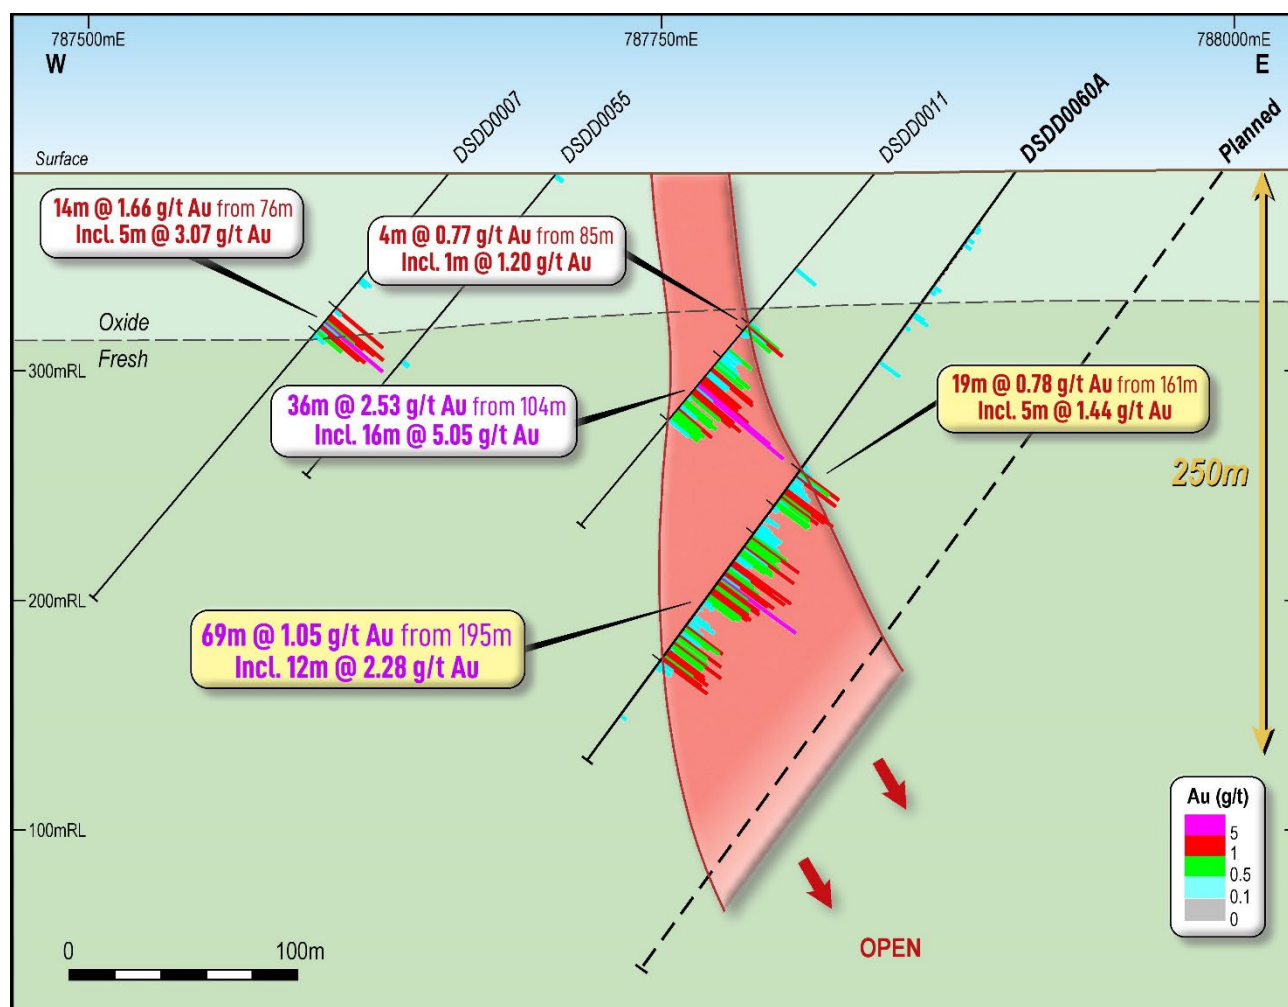 787500mE
787750mE
788000mE
W
E
DSDD0007
DSDD0055
DSDD0011
DSDD0060A
Planned
Surface
14m @ 1.66 g/t Au from 76m
Incl. 5m @ 3.07 g/t Au
4m @ 0.77 g/t Au from 85m
Incl. 1m @ 1.20 g/t Au
Oxide
Fresh
300mRL
36m @ 2.53 g/t Au from 104m
Incl. 16m @ 5.05 g/t Au
19m @ 0.78 g/t Au from 161m
Incl. 5m @ 1.44 g/t Au
250m
200mRL
69m @ 1.05 g/t Au from 195m
Incl. 12m @ 2.28 g/t Au
100mRL
Au (g/t)
5
1
0.5
0.1
0
0 100m
OPEN